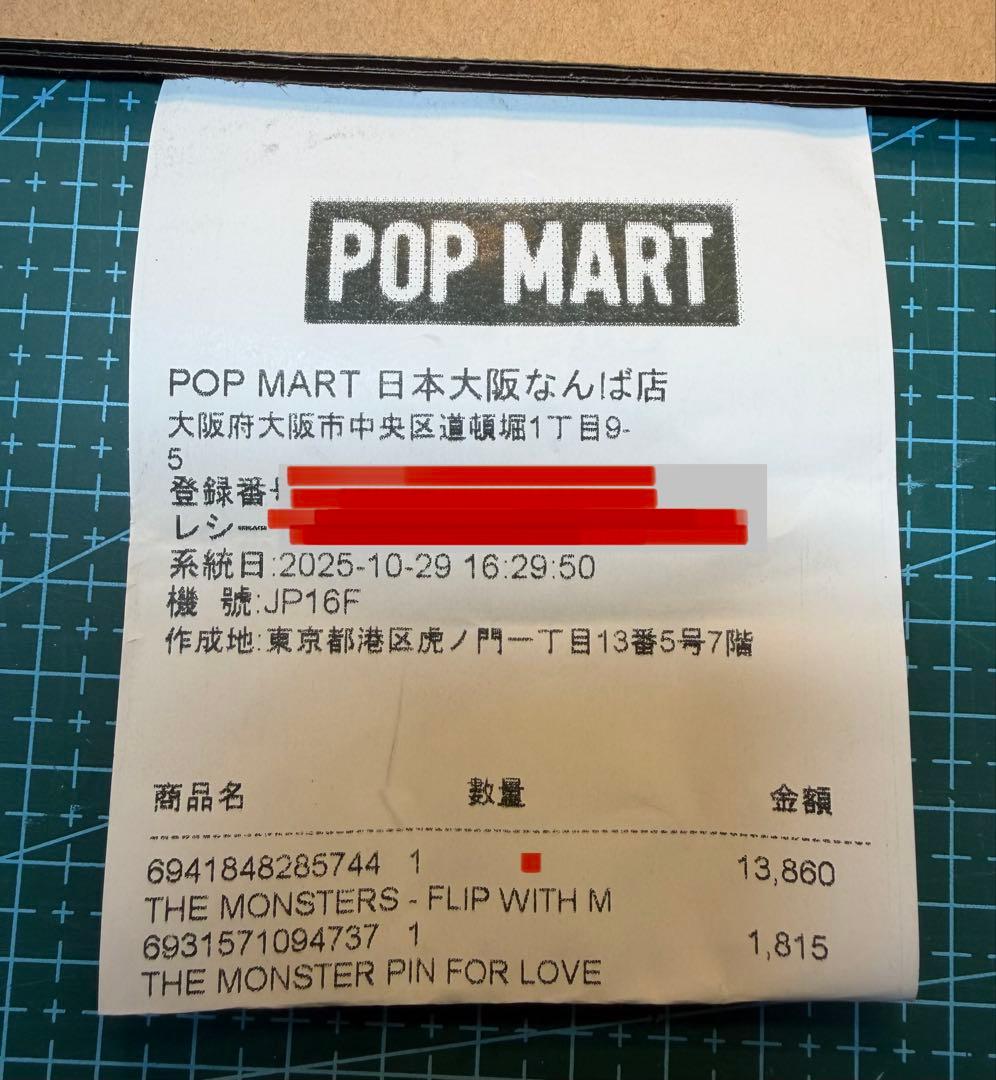 POP MART
POP MART 日本大阪なんば店
大阪府大阪市中央区道頓堀1丁目9-
5
登録番
レシー
系統日:2025-10-29 16:29:50
機 號:JP16F
作成地:東京都港区虎ノ門一丁目13番5号7階
商品名 數量 金額
6941848285744 1 13,860
THE MONSTERS - FLIP WITH M
6931571094737 1 1,815
THE MONSTER PIN FOR LOVE